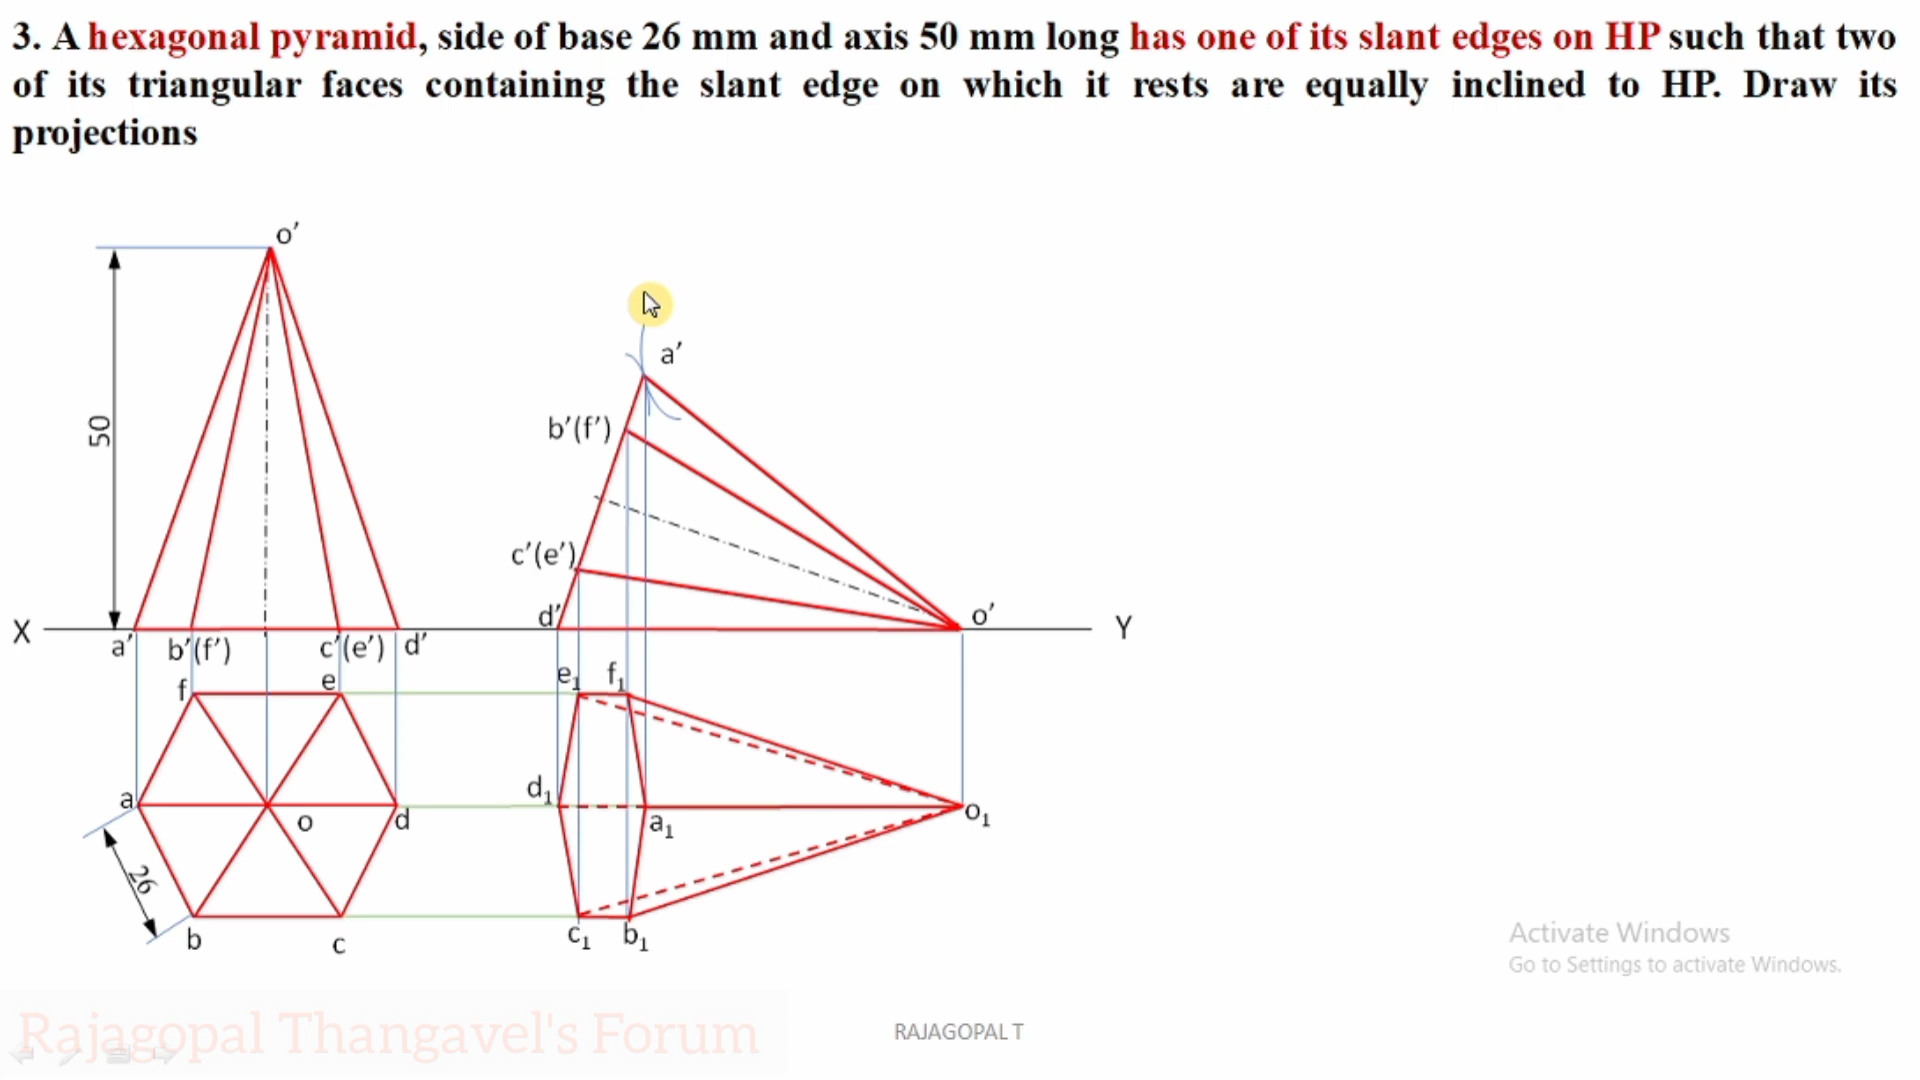 3. A hexagonal pyramid, side of base 26 mm and axis 50 mm long has one of its slant edges on HP such that two
of its triangular faces containing the slant edge on which it rests are equally inclined to HP. Draw its
projections
o'
a'
50
b'(f')
c'(e')
d'
o'
X
Y
a'
b'(f')
c'(e')
d'
f
e
e₁
f₁
a
d₁
o
d
a₁
o₁
26
b
c
c₁
b₁
Activate Windows
Go to Settings to activate Windows.
Rajagopal Thangavel's Forum
RAJAGOPAL T